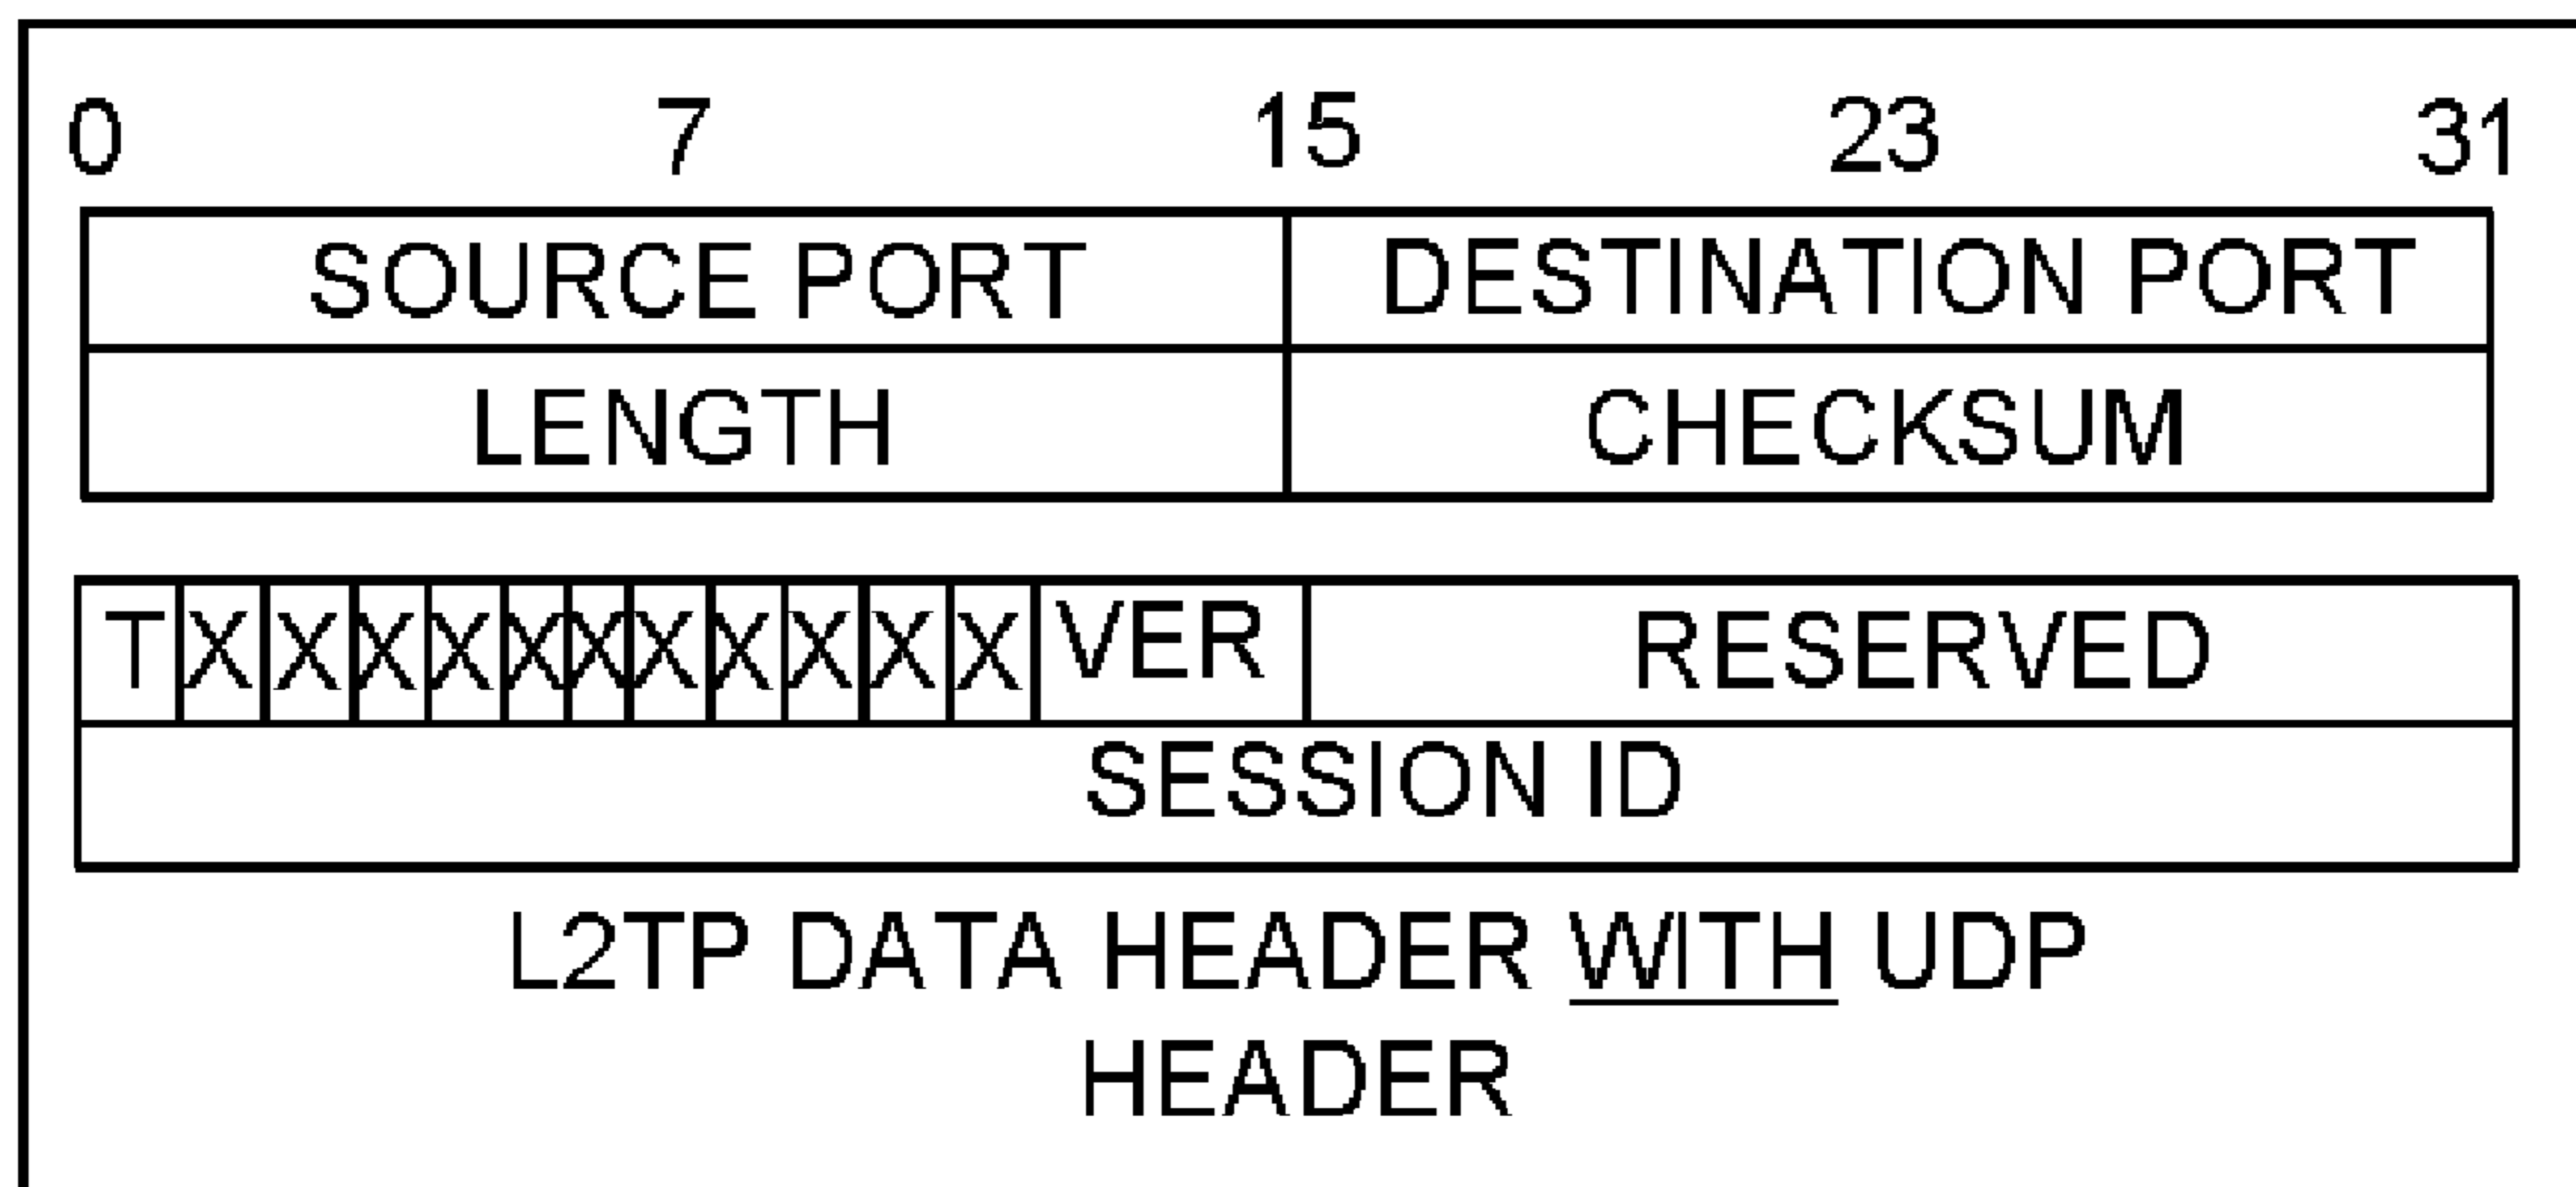 0 7 15 23 31
SOURCE PORT DESTINATION PORT
LENGTH CHECKSUM
T X X X X X X X X X X X VER RESERVED
SESSION ID
L2TP DATA HEADER WITH UDP
HEADER